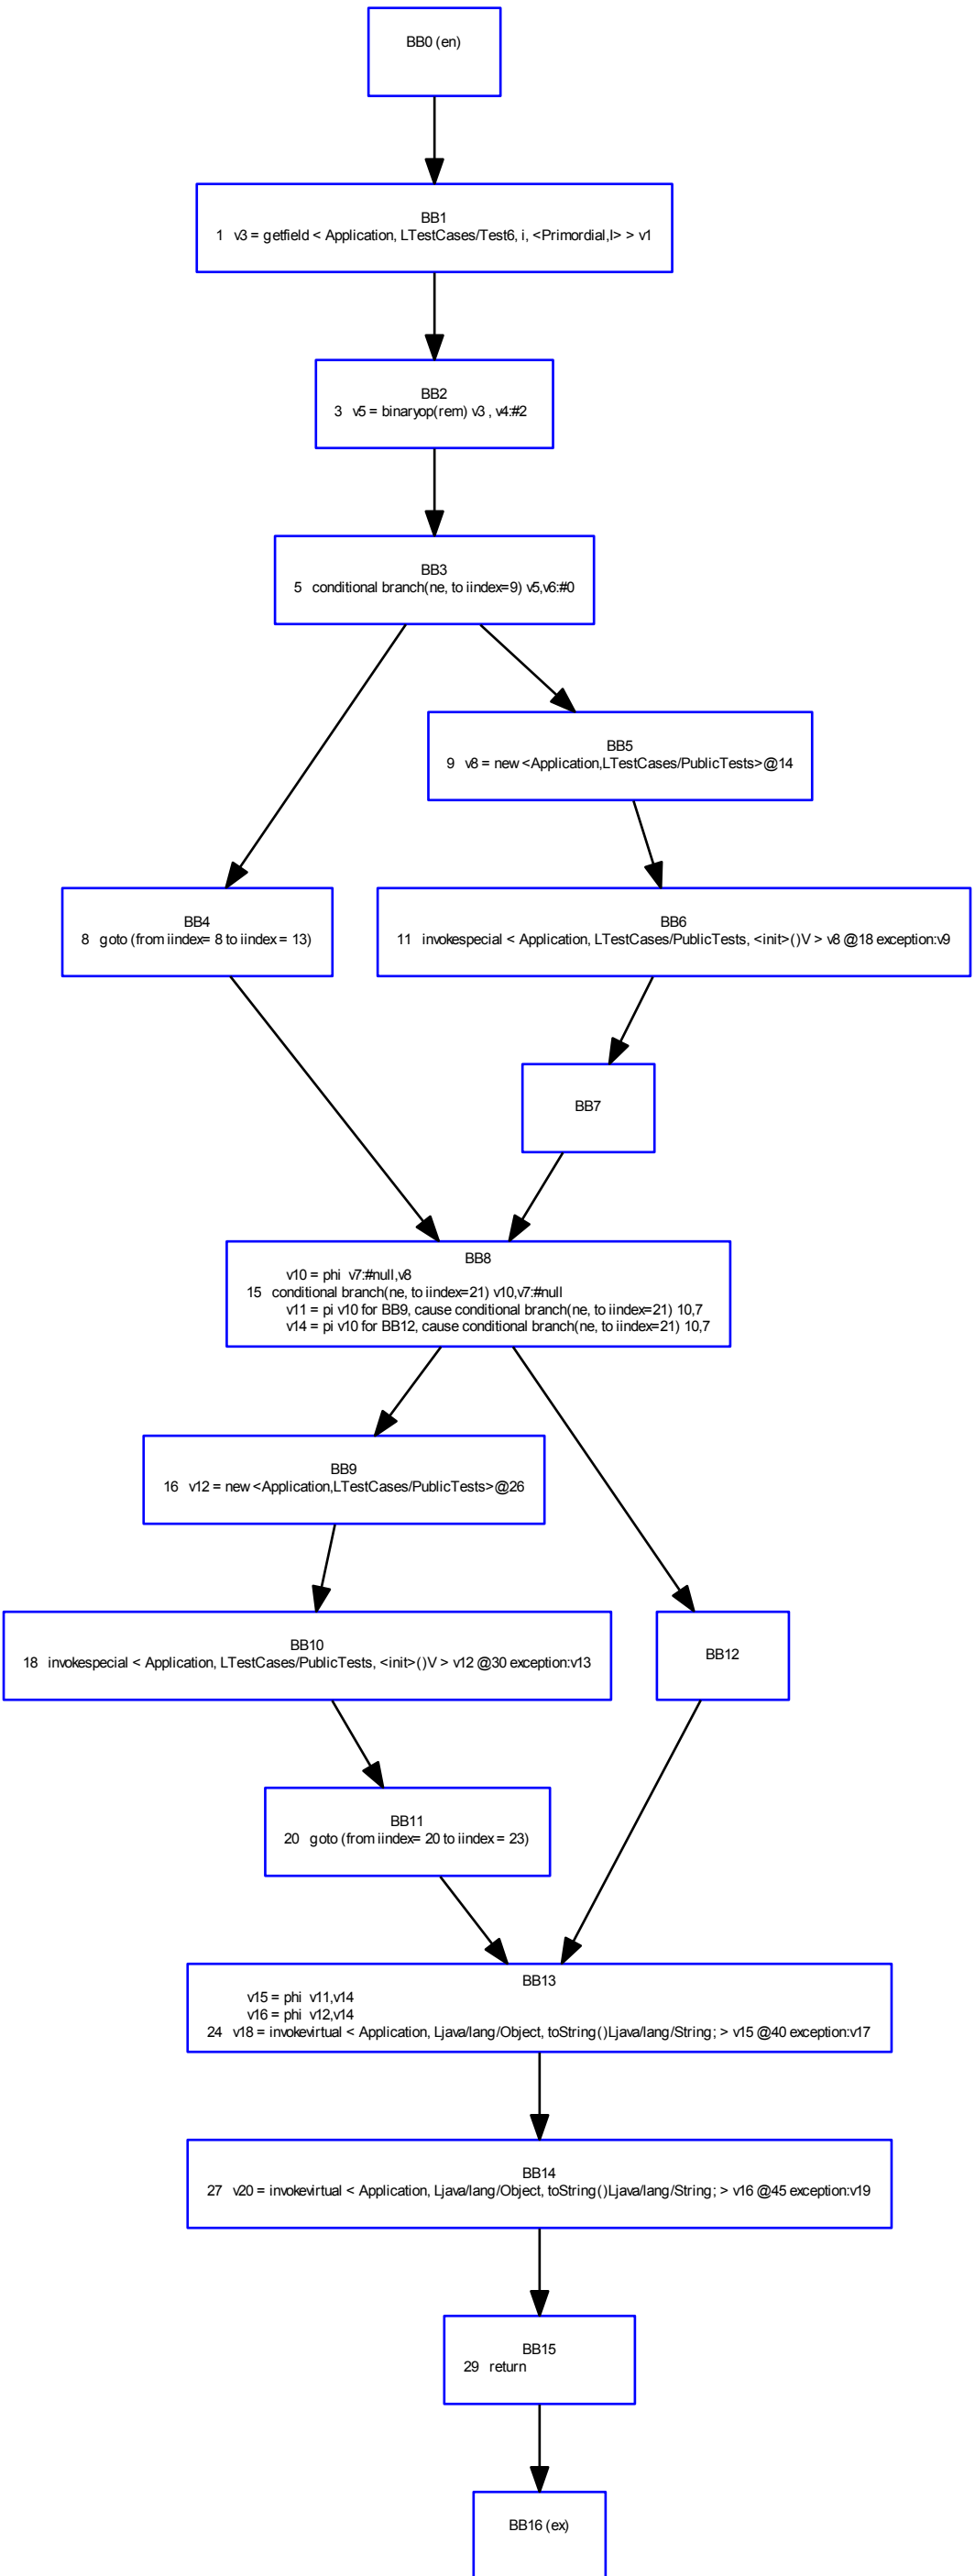 BB0 (en)
BB1
1 v3 = getfield < Application, LTestCases/Test6, i, <Primordial,I> > v1
BB2
3 v5 = binaryop(rem) v3 , v4:#2
BB3
5 conditional branch(ne, to iindex=9) v5,v6:#0
BB5
9 v8 = new <Application,LTestCases/PublicTests>@14
BB4
8 goto (from iindex= 8 to iindex = 13)
BB6
11 invokespecial < Application, LTestCases/PublicTests, <init>()V > v8 @18 exception:v9
BB7
BB8
v10 = phi v7:#null,v8
15 conditional branch(ne, to iindex=21) v10,v7:#null
v11 = pi v10 for BB9, cause conditional branch(ne, to iindex=21) 10,7
v14 = pi v10 for BB12, cause conditional branch(ne, to iindex=21) 10,7
BB9
16 v12 = new <Application,LTestCases/PublicTests>@26
BB10
18 invokespecial < Application, LTestCases/PublicTests, <init>()V > v12 @30 exception:v13
BB12
BB11
20 goto (from iindex= 20 to iindex = 23)
BB13
v15 = phi v11,v14
v16 = phi v12,v14
24 v18 = invokevirtual < Application, Ljava/lang/Object, toString()Ljava/lang/String; > v15 @40 exception:v17
BB14
27 v20 = invokevirtual < Application, Ljava/lang/Object, toString()Ljava/lang/String; > v16 @45 exception:v19
BB15
29 return
BB16 (ex)